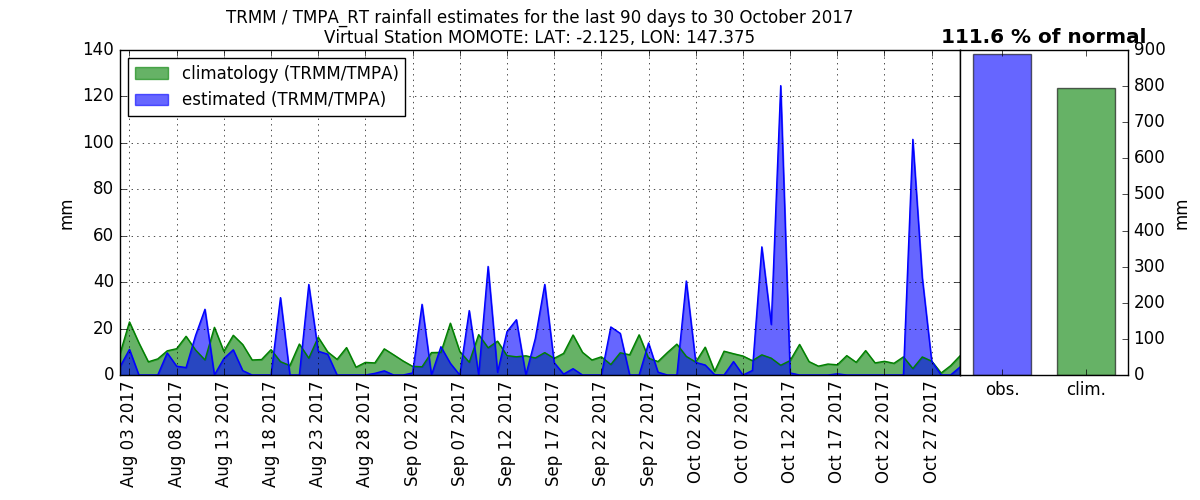 TRMM / TMPA_RT rainfall estimates for the last 90 days to 30 October 2017
Virtual Station MOMOTE: LAT: -2.125, LON: 147.375
111.6 % of normal
climatology (TRMM/TMPA)
estimated (TRMM/TMPA)
mm
140
120
100
80
60
40
20
0
Aug 03 2017
Aug 08 2017
Aug 13 2017
Aug 18 2017
Aug 23 2017
Aug 28 2017
Sep 02 2017
Sep 07 2017
Sep 12 2017
Sep 17 2017
Sep 22 2017
Sep 27 2017
Oct 02 2017
Oct 07 2017
Oct 12 2017
Oct 17 2017
Oct 22 2017
Oct 27 2017
900
800
700
600
500
400
300
200
100
0
mm
obs.
clim.